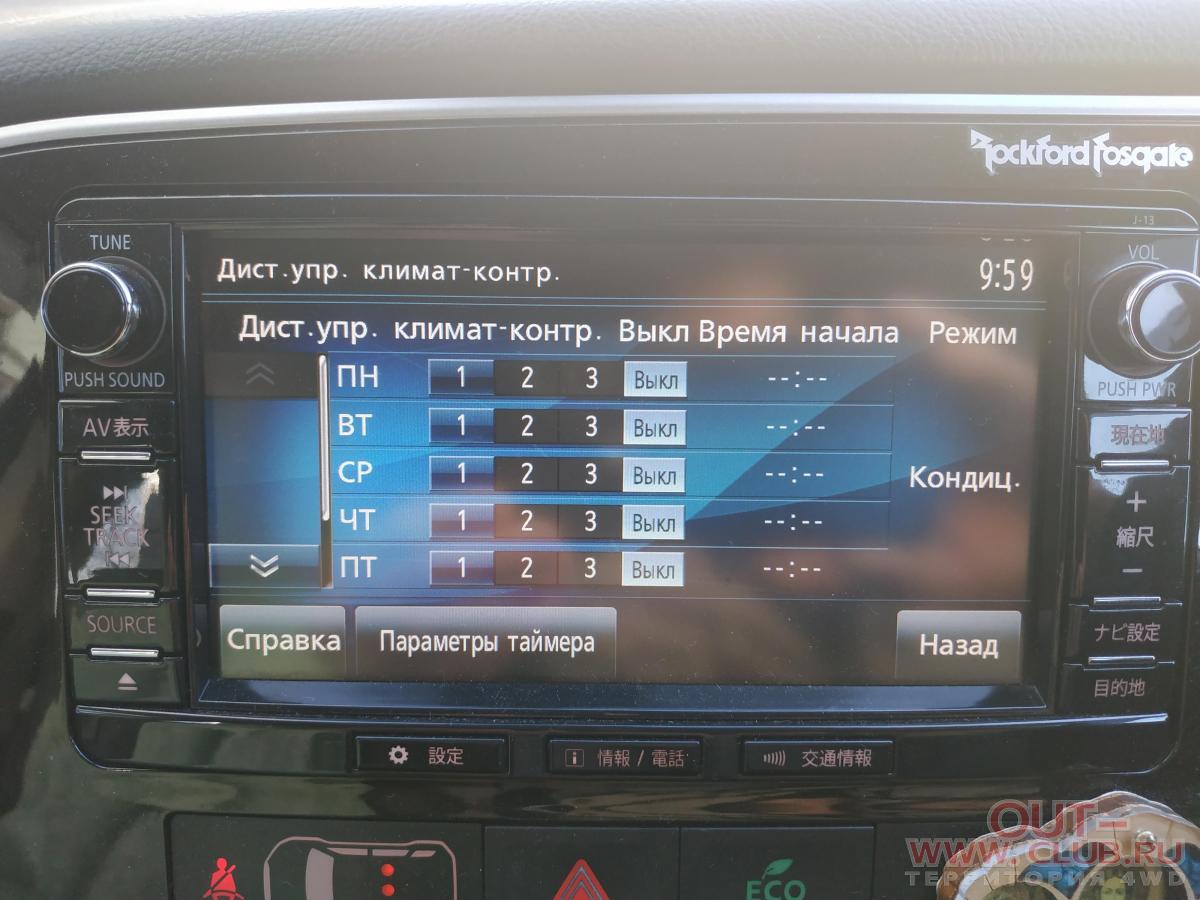 Rockford Fosgate
J-13
TUNE
VOL
Дист.упр. климат-контр.
9:59
Дист.упр. климат-контр. Выкл Время начала Режим
PUSH SOUND
PUSH PWR
ПН 1 2 3 Выкл --:--
ВТ 1 2 3 Выкл --:--
AV表示
現在地
СР 1 2 3 Выкл --:--
Кондиц.
SEEK
TRACK
ЧТ 1 2 3 Выкл --:--
+
縮尺
−
ПТ 1 2 3 Выкл --:--
SOURCE
Справка Параметры таймера Назад
ナビ設定
目的地
設定
情報 / 電話
交通情報
ECO
OUT-
WWW.CLUB.RU
ТЕРРИТОРИЯ 4WD